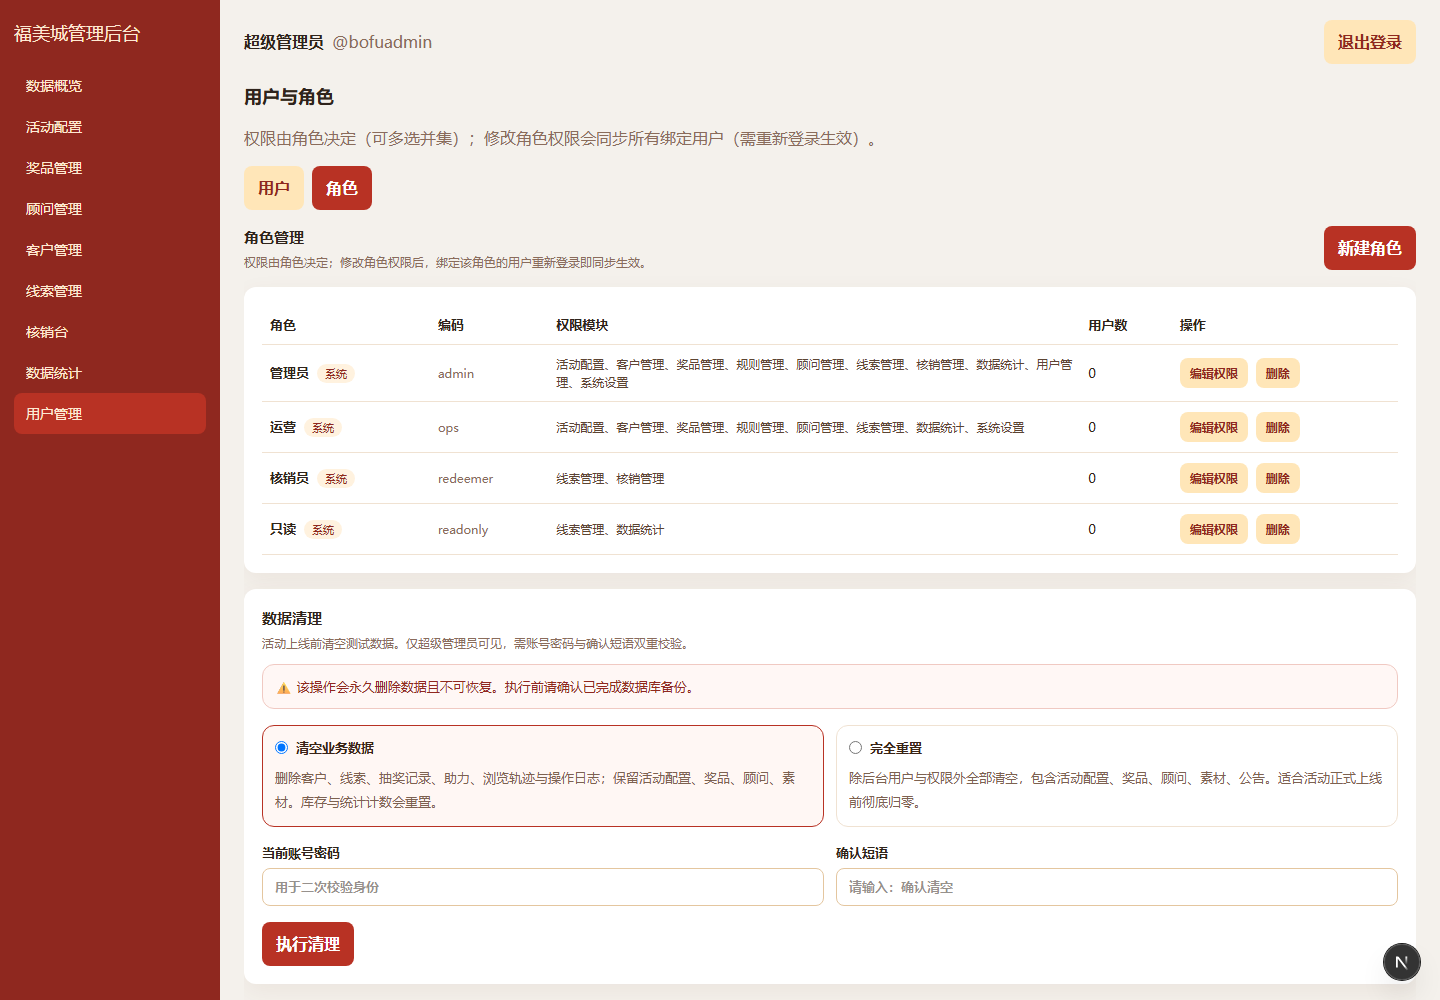 福美城管理后台
数据概览
活动配置
奖品管理
顾问管理
客户管理
线索管理
核销台
数据统计
用户管理
超级管理员 @bofuadmin
退出登录
用户与角色
权限由角色决定（可多选并集）；修改角色权限会同步所有绑定用户（需重新登录生效）。
用户 角色
角色管理
权限由角色决定；修改角色权限后，绑定该角色的用户重新登录即同步生效。
新建角色
角色 编码 权限模块 用户数 操作
管理员 系统 admin 活动配置、客户管理、奖品管理、规则管理、顾问管理、线索管理、核销管理、数据统计、用户管
理、系统设置 0 编辑权限 删除
运营 系统 ops 活动配置、客户管理、奖品管理、规则管理、顾问管理、线索管理、数据统计、系统设置 0 编辑权限 删除
核销员 系统 redeemer 线索管理、核销管理 0 编辑权限 删除
只读 系统 readonly 线索管理、数据统计 0 编辑权限 删除
数据清理
活动上线前清空测试数据。仅超级管理员可见，需账号密码与确认短语双重校验。
⚠ 该操作会永久删除数据且不可恢复。执行前请确认已完成数据库备份。
清空业务数据
删除客户、线索、抽奖记录、助力、浏览轨迹与操作日志；保留活动配置、奖品、顾问、素
材。库存与统计计数会重置。
完全重置
除后台用户与权限外全部清空，包含活动配置、奖品、顾问、素材、公告。适合活动正式上线
前彻底归零。
当前账号密码
用于二次校验身份
确认短语
请输入：确认清空
执行清理
N